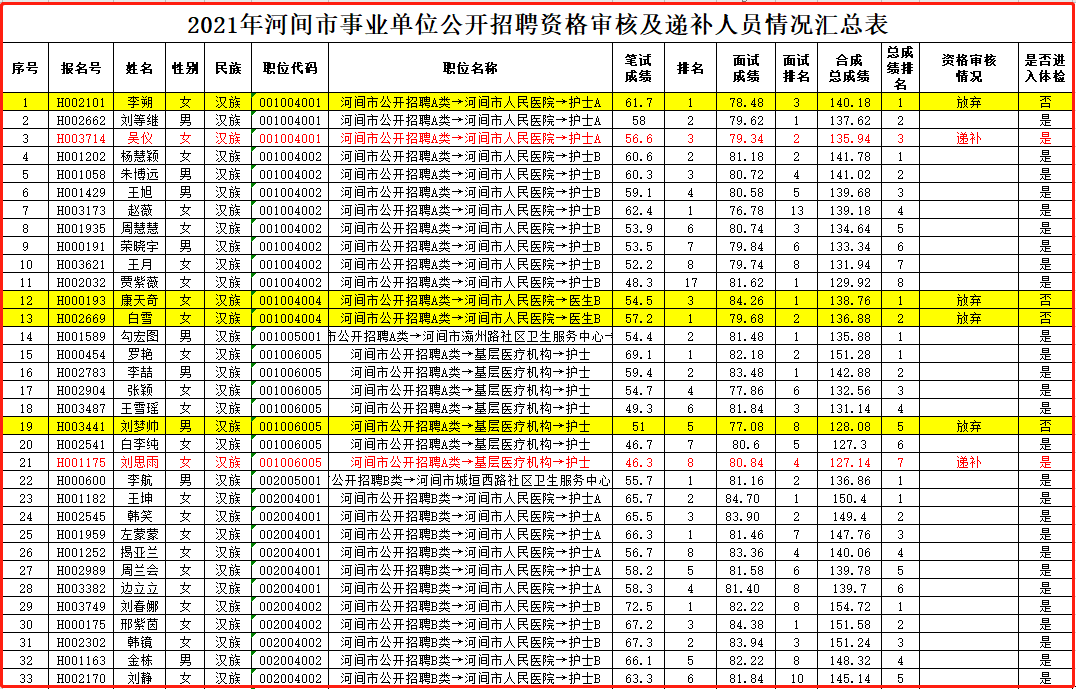 2021年河间市事业单位公开招聘资格审核及递补人员情况汇总表
序号 报名号 姓名 性别 民族 职位代码 职位名称 笔试成绩 排名 面试成绩 面试排名 合成总成绩 总成绩排名 资格审核情况 是否进入体检
1 H002101 李朔 女 汉族 001004001 河间市公开招聘A类→河间市人民医院→护士A 61.7 1 78.48 3 140.18 1 放弃 否
2 H002662 刘等继 男 汉族 001004001 河间市公开招聘A类→河间市人民医院→护士A 58 2 79.62 1 137.62 2 是
3 H003714 吴仪 女 汉族 001004001 河间市公开招聘A类→河间市人民医院→护士A 56.6 3 79.34 2 135.94 3 递补 是
4 H001202 杨慧颖 女 汉族 001004002 河间市公开招聘A类→河间市人民医院→护士B 60.6 2 81.18 2 141.78 1 是
5 H001058 朱博远 男 汉族 001004002 河间市公开招聘A类→河间市人民医院→护士B 60.3 3 80.72 4 141.02 2 是
6 H001429 王旭 男 汉族 001004002 河间市公开招聘A类→河间市人民医院→护士B 59.1 4 80.58 5 139.68 3 是
7 H003173 赵薇 女 汉族 001004002 河间市公开招聘A类→河间市人民医院→护士B 62.4 1 76.78 13 139.18 4 是
8 H001935 周慧慧 女 汉族 001004002 河间市公开招聘A类→河间市人民医院→护士B 53.9 6 80.74 3 134.64 5 是
9 H000191 荣晓宇 男 汉族 001004002 河间市公开招聘A类→河间市人民医院→护士B 53.5 7 79.84 6 133.34 6 是
10 H003621 王月 女 汉族 001004002 河间市公开招聘A类→河间市人民医院→护士B 52.2 8 79.74 8 131.94 7 是
11 H002032 贾紫薇 女 汉族 001004002 河间市公开招聘A类→河间市人民医院→护士B 48.3 17 81.62 1 129.92 8 是
12 H000193 康天奇 女 汉族 001004004 河间市公开招聘A类→河间市人民医院→医生B 54.5 3 84.26 1 138.76 1 放弃 否
13 H002669 白雪 女 汉族 001004004 河间市公开招聘A类→河间市人民医院→医生B 57.2 1 79.68 2 136.88 2 放弃 否
14 H001589 勾宏图 男 汉族 001005001 市公开招聘A类→河间市瀛州路社区卫生服务中心→ 54.4 2 81.48 1 135.88 1 是
15 H000454 罗艳 女 汉族 001006005 河间市公开招聘A类→基层医疗机构→护士 69.1 1 82.18 2 151.28 1 是
16 H002783 李喆 男 汉族 001006005 河间市公开招聘A类→基层医疗机构→护士 59.4 2 83.48 1 142.88 2 是
17 H002904 张颖 女 汉族 001006005 河间市公开招聘A类→基层医疗机构→护士 54.7 4 77.86 6 132.56 3 是
18 H003487 王雪瑶 女 汉族 001006005 河间市公开招聘A类→基层医疗机构→护士 49.3 6 81.84 3 131.14 4 是
19 H003441 刘梦帅 男 汉族 001006005 河间市公开招聘A类→基层医疗机构→护士 51 5 77.08 8 128.08 5 放弃 否
20 H002541 白李纯 女 汉族 001006005 河间市公开招聘A类→基层医疗机构→护士 46.7 7 80.6 5 127.3 6 是
21 H001175 刘思雨 女 汉族 001006005 河间市公开招聘A类→基层医疗机构→护士 46.3 8 80.84 4 127.14 7 递补 是
22 H000600 李航 男 汉族 002005001 公开招聘B类→河间市城垣西路社区卫生服务中心 55.7 1 81.16 2 136.86 1 是
23 H001182 王坤 女 汉族 002004001 河间市公开招聘B类→河间市人民医院→护士A 65.7 2 84.70 1 150.4 1 是
24 H002545 韩笑 女 汉族 002004001 河间市公开招聘B类→河间市人民医院→护士A 65.5 3 83.90 2 149.4 2 是
25 H001959 左蒙蒙 女 汉族 002004001 河间市公开招聘B类→河间市人民医院→护士A 66.3 1 81.46 7 147.76 3 是
26 H001252 揭亚兰 女 汉族 002004001 河间市公开招聘B类→河间市人民医院→护士A 56.7 8 83.36 4 140.06 4 是
27 H002989 周兰会 女 汉族 002004001 河间市公开招聘B类→河间市人民医院→护士A 58.2 5 81.58 6 139.78 5 是
28 H003382 边立立 女 汉族 002004001 河间市公开招聘B类→河间市人民医院→护士A 58.3 4 81.40 8 139.7 6 是
29 H003749 刘春娜 女 汉族 002004002 河间市公开招聘B类→河间市人民医院→护士B 72.5 1 82.22 8 154.72 1 是
30 H000175 邢紫茵 女 汉族 002004002 河间市公开招聘B类→河间市人民医院→护士B 67.2 3 84.38 1 151.58 2 是
31 H002302 韩镜 女 汉族 002004002 河间市公开招聘B类→河间市人民医院→护士B 67.3 2 83.94 3 151.24 3 是
32 H001163 金栋 男 汉族 002004002 河间市公开招聘B类→河间市人民医院→护士B 66.1 5 82.22 8 148.32 4 是
33 H002170 刘静 女 汉族 002004002 河间市公开招聘B类→河间市人民医院→护士B 63.3 6 81.84 10 145.14 5 是